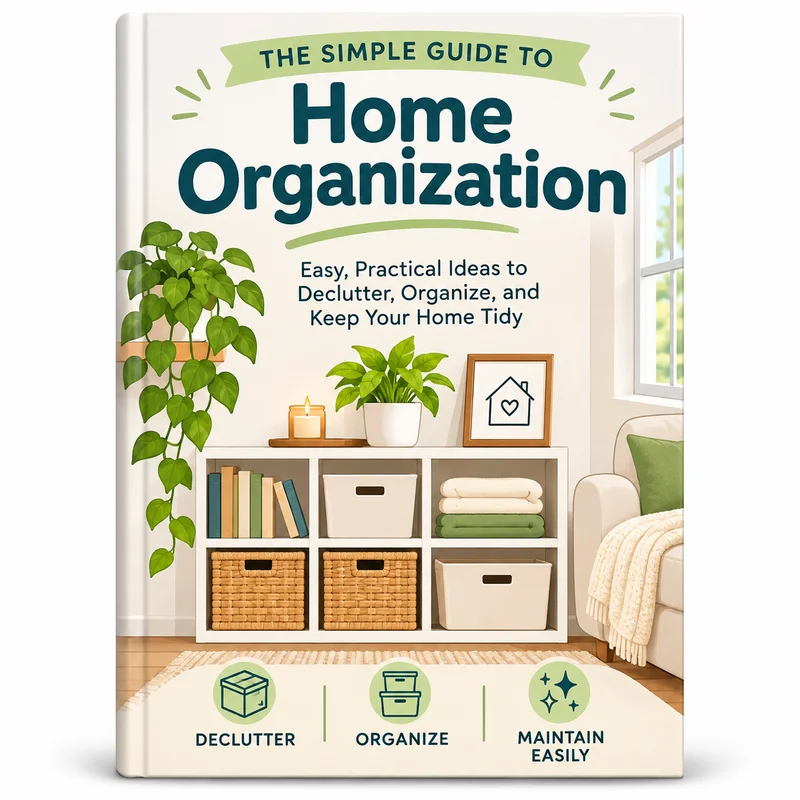 THE SIMPLE GUIDE TO
Home
Organization
Easy, Practical Ideas to
Declutter, Organize, and
Keep Your Home Tidy
DECLUTTER
ORGANIZE
MAINTAIN
EASILY